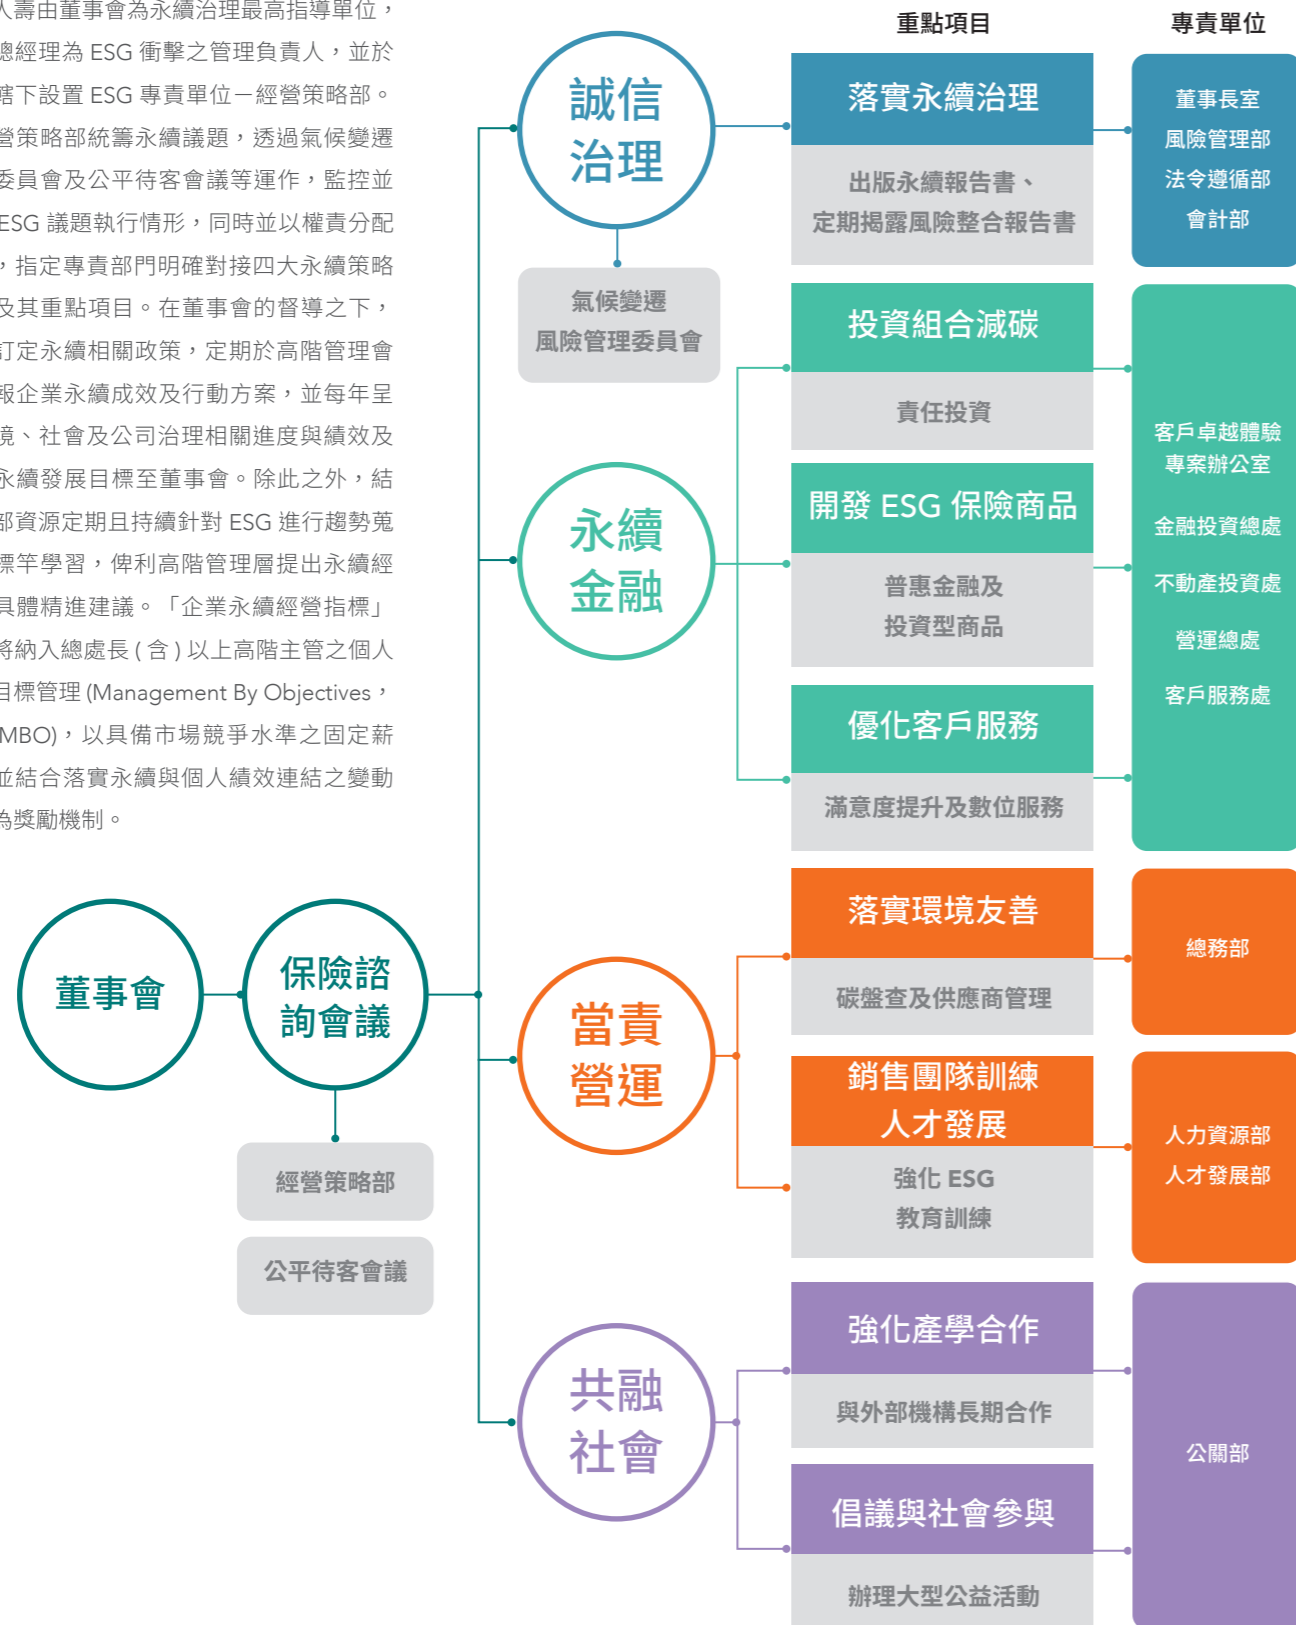 人壽由董事會為永續治理最高指導單位，
總經理為 ESG 衝擊之管理負責人，並於
轄下設置 ESG 專責單位－經營策略部。
營策略部統籌永續議題，透過氣候變遷
委員會及公平待客會議等運作，監控並
ESG 議題執行情形，同時並以權責分配
，指定專責部門明確對接四大永續策略
及其重點項目。在董事會的督導之下，
訂定永續相關政策，定期於高階管理會
報企業永續成效及行動方案，並每年呈
境、社會及公司治理相關進度與績效及
永續發展目標至董事會。除此之外，結
部資源定期且持續針對 ESG 進行趨勢蒐
標竿學習，俾利高階管理層提出永續經
具體精進建議。「企業永續經營指標」
將納入總處長 ( 含 ) 以上高階主管之個人
目標管理 (Management By Objectives，
MBO)，以具備市場競爭水準之固定薪
並結合落實永續與個人績效連結之變動
為獎勵機制。
董事會
保險諮
詢會議
經營策略部
公平待客會議
重點項目
專責單位
誠信
治理
氣候變遷
風險管理委員會
落實永續治理
出版永續報告書、
定期揭露風險整合報告書
董事長室
風險管理部
法令遵循部
會計部
永續
金融
投資組合減碳
責任投資
開發 ESG 保險商品
普惠金融及
投資型商品
優化客戶服務
滿意度提升及數位服務
客戶卓越體驗
專案辦公室
金融投資總處
不動產投資處
營運總處
客戶服務處
當責
營運
落實環境友善
碳盤查及供應商管理
總務部
銷售團隊訓練
人才發展
強化 ESG
教育訓練
人力資源部
人才發展部
共融
社會
強化產學合作
與外部機構長期合作
倡議與社會參與
辦理大型公益活動
公關部